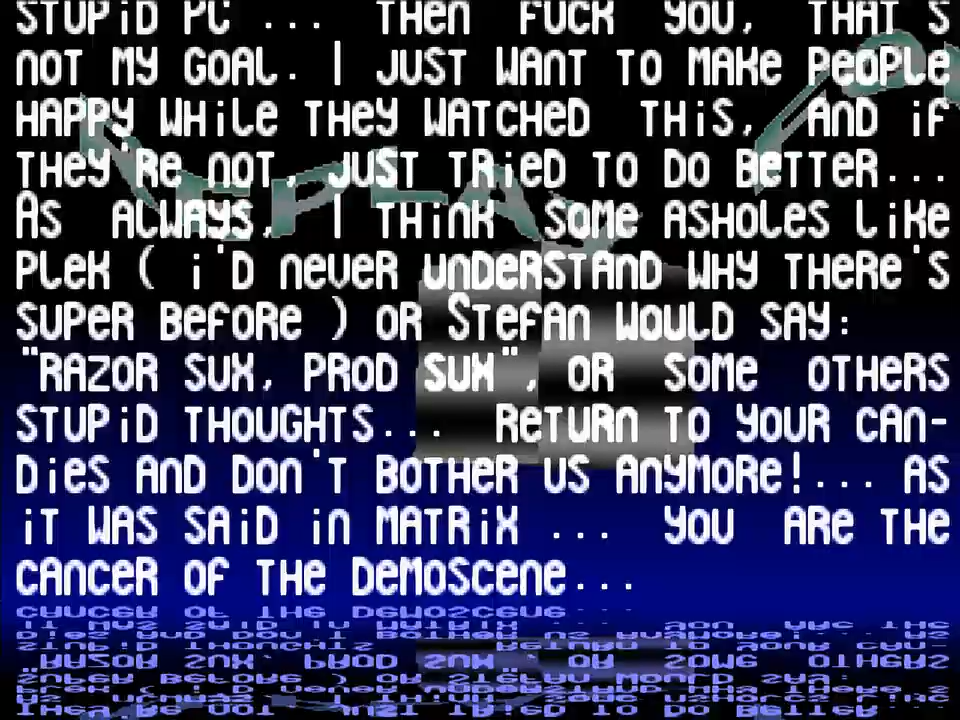 STUPiD PC ... THEn FUCK YOU, THAT'S
nOT MY GOAL. I JUST WANT TO MAKe PeOPLe
HAPPY WHiLe THeY WATCHeD THiS, AnD iF
THeY'Re nOT, JUST TRieD TO DO BeTTeR...
AS ALWAYS, I THinK SOMe ASHOLeS LiKe
PLeK ( i'D neVeR UnDeRSTAnD WHY THeRe'S
SUPeR BeFORe ) OR STeFAn WOULD SAY:
"RAZOR SUX, PROD SUX", OR SOMe OTHeRS
STUPiD THOUGHTS... ReTURn TO YOUR CAn-
DieS AnD DOn'T BOTHeR US AnYMORe!... AS
iT WAS SAiD in MATRiX ... YOU ARe THe
CAnCeR OF THe DeMOSCene...